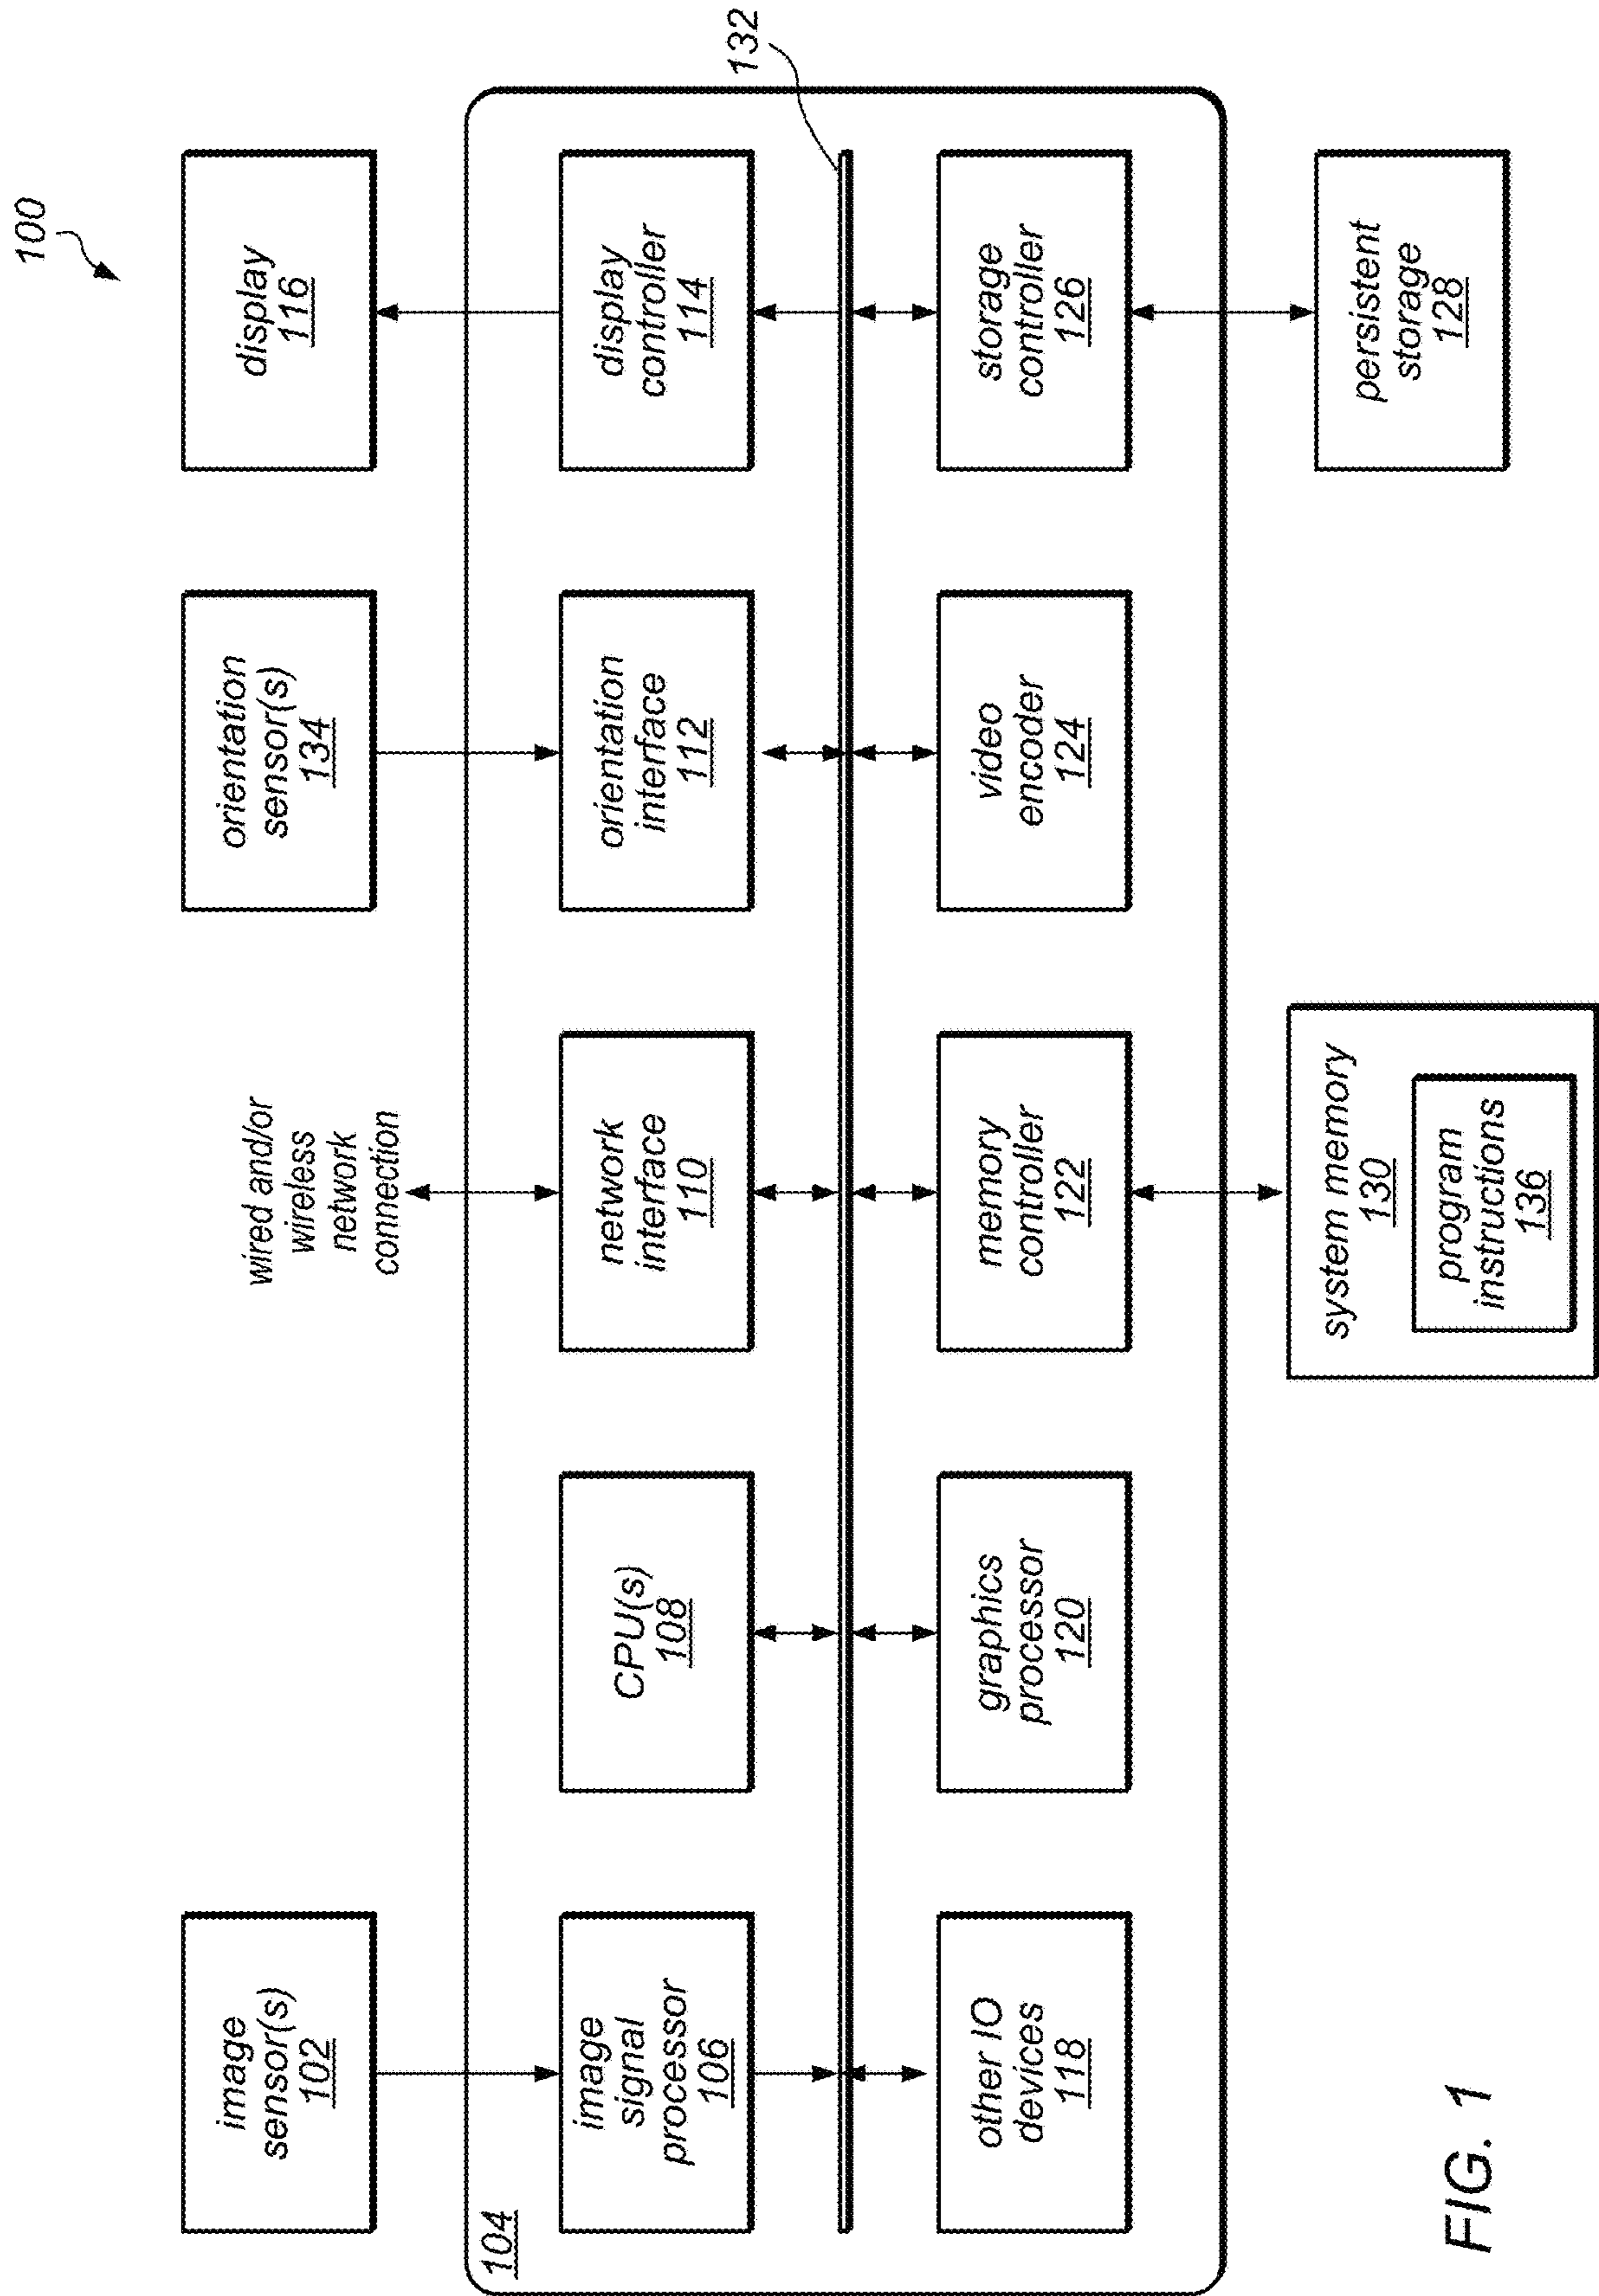 100
image
sensor(s)
102
wired and/or
wireless
network
connection
orientation
sensor(s)
134
display
116
104
image
signal
processor
106
CPU(s)
108
network
interface
110
orientation
interface
112
display
controller
114
132
other IO
devices
118
graphics
processor
120
memory
controller
122
video
encoder
124
storage
controller
126
system memory
130
program
instructions
136
persistent
storage
128
FIG. 1